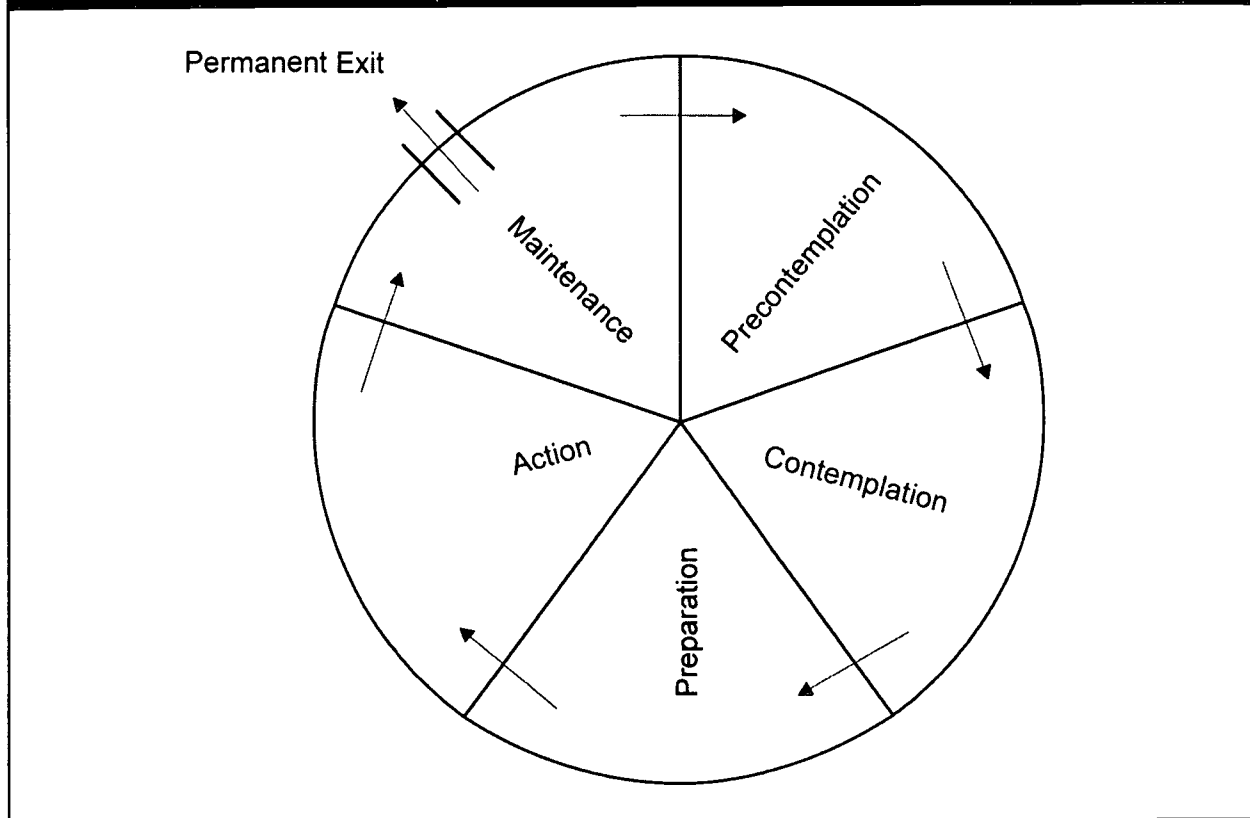 Permanent Exit
Precontemplation
Contemplation
Preparation
Action
Maintenance